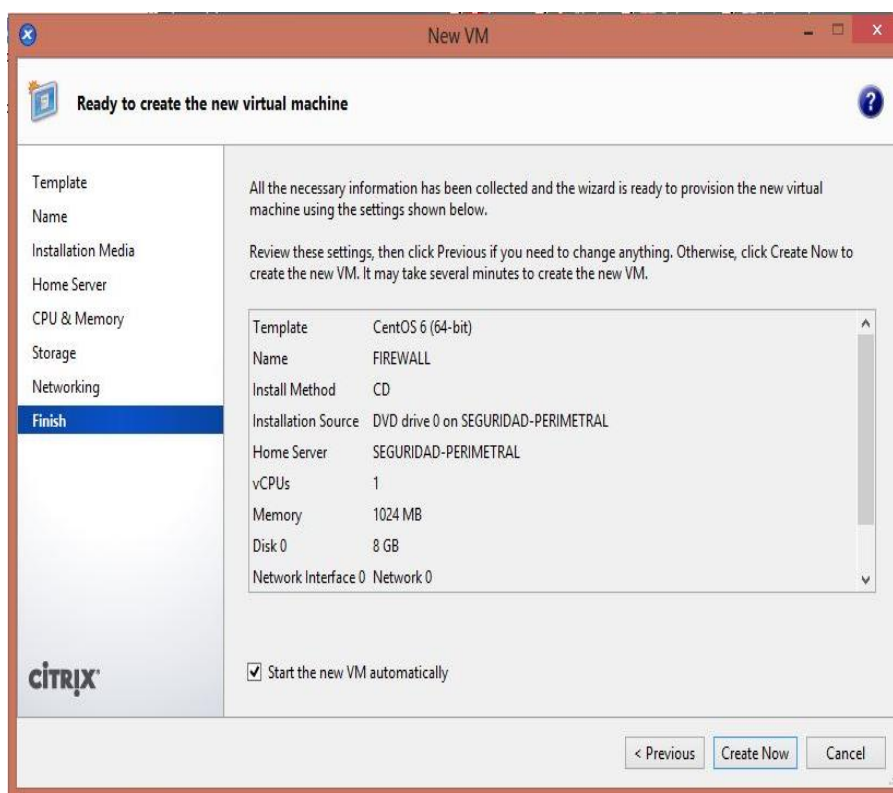 New VM
Ready to create the new virtual machine
Template
Name
Installation Media
Home Server
CPU & Memory
Storage
Networking
Finish
All the necessary information has been collected and the wizard is ready to provision the new virtual
machine using the settings shown below.
Review these settings, then click Previous if you need to change anything. Otherwise, click Create Now to
create the new VM. It may take several minutes to create the new VM.
Template CentOS 6 (64-bit)
Name FIREWALL
Install Method CD
Installation Source DVD drive 0 on SEGURIDAD-PERIMETRAL
Home Server SEGURIDAD-PERIMETRAL
vCPUs 1
Memory 1024 MB
Disk 0 8 GB
Network Interface 0 Network 0
Start the new VM automatically
CITRIX
< Previous Create Now Cancel